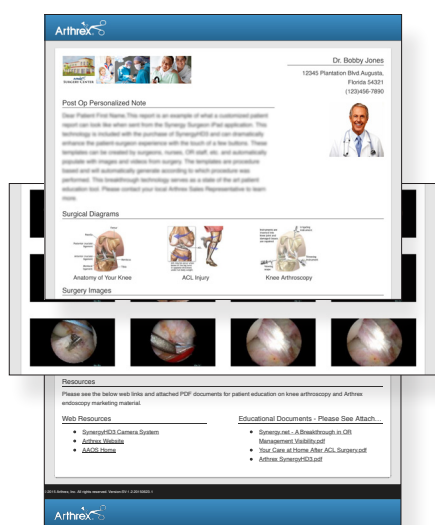 Arthrex
Dr. Bobby Jones
12345 Plantation Blvd.Augusta,
Florida 54321
(123)456-7890
SURGERY CENTER
Post Op Personalized Note
Dear Patient First Name:This report is an example of what a customized patient
report can look like when sent from the Synergy Surgeon iPad application. This
technology is included with the purchase of SynergyHD3 and can dramatically
enhance the patient-surgeon experience with the touch of a few buttons. These
templates can be created by surgeons, nurses, OR staff, etc. and automatically
populate with images and videos from surgery. The templates are procedure
based and will automatically generate according to which procedure was
performed. This breakthrough technology serves as a state of the art patient
education tool. Please contact your local Arthrex Sales Representative to learn
more.
Surgical Diagrams
Anatomy of Your Knee
ACL Injury
Knee Arthroscopy
Surgery Images
Resources
Please see below web links and attached PDF documents for patient education on knee arthroscopy and Arthrex
endoscopy marketing material.
Web Resources
SynergyHD3 Camera System
Arthrex Website
AAOS Home
Educational Documents - Please See Attach...
Synergy.net - A Breakthrough in OR
Management Visibility.pdf
Your Care at Home After ACL Surgery.pdf
Arthrex SynergyHD3.pdf
Arthrex